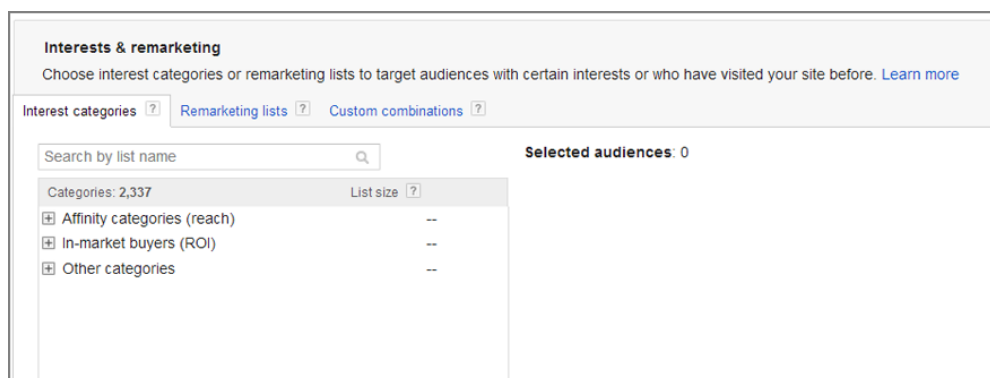 Interests & remarketing
Choose interest categories or remarketing lists to target audiences with certain interests or who have visited your site before. Learn more
Interest categories ? Remarketing lists ? Custom combinations ?
Search by list name
Selected audiences: 0
Categories: 2,337 List size ?
Affinity categories (reach) --
In-market buyers (ROI) --
Other categories --